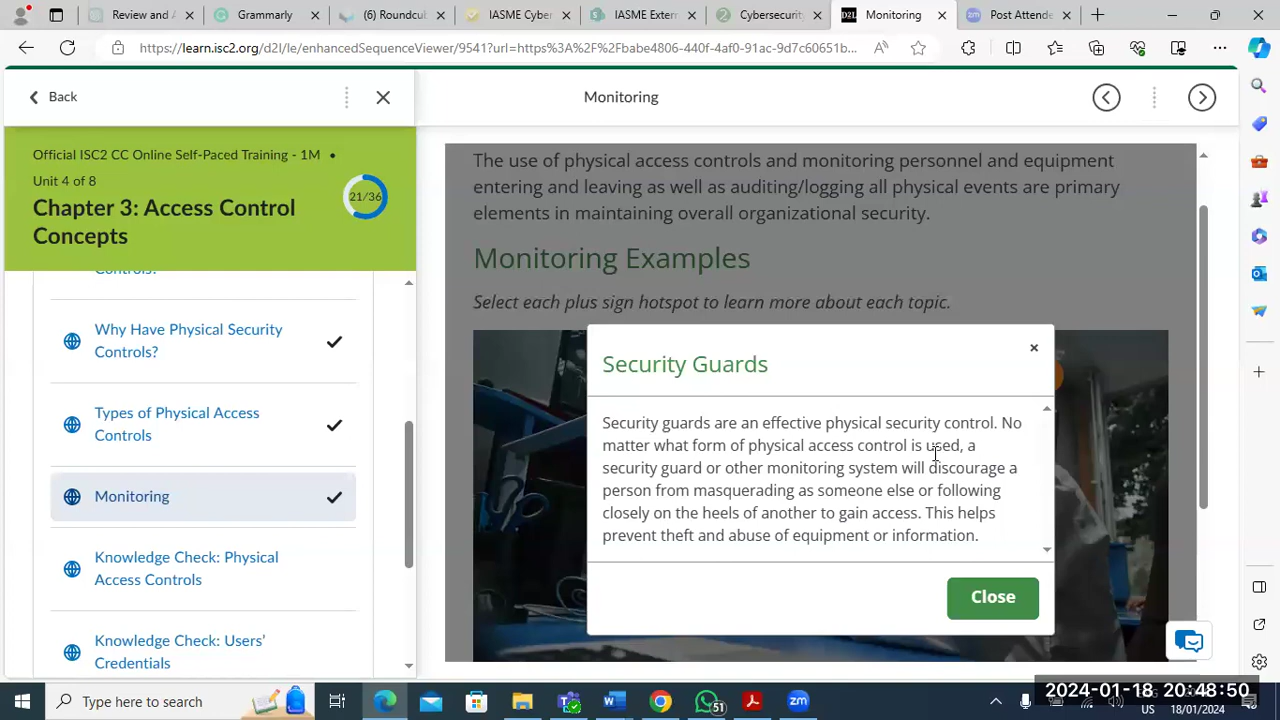 Review and A
Grammarly
(6) Roundcub
IASME Cyber
IASME Extern
Cybersecurity
D2L Monitoring
Post Attende
https://learn.isc2.org/d2l/le/enhancedSequenceViewer/9541?url=https%3A%2F%2Fbabe4806-440f-4af0-91ac-9d7c60651b...
Back
Monitoring
Official ISC2 CC Online Self-Paced Training - 1M •
Unit 4 of 8
Chapter 3: Access Control
Concepts
21/36
Controls?
Why Have Physical Security
Controls?
Types of Physical Access
Controls
Monitoring
Knowledge Check: Physical
Access Controls
Knowledge Check: Users'
Credentials
The use of physical access controls and monitoring personnel and equipment
entering and leaving as well as auditing/logging all physical events are primary
elements in maintaining overall organizational security.
Monitoring Examples
Select each plus sign hotspot to learn more about each topic.
Security Guards
Security guards are an effective physical security control. No
matter what form of physical access control is used, a
security guard or other monitoring system will discourage a
person from masquerading as someone else or following
closely on the heels of another to gain access. This helps
prevent theft and abuse of equipment or information.
Close
Type here to search
51
zm
2024-01-18 20:48:50
US
18/01/2024